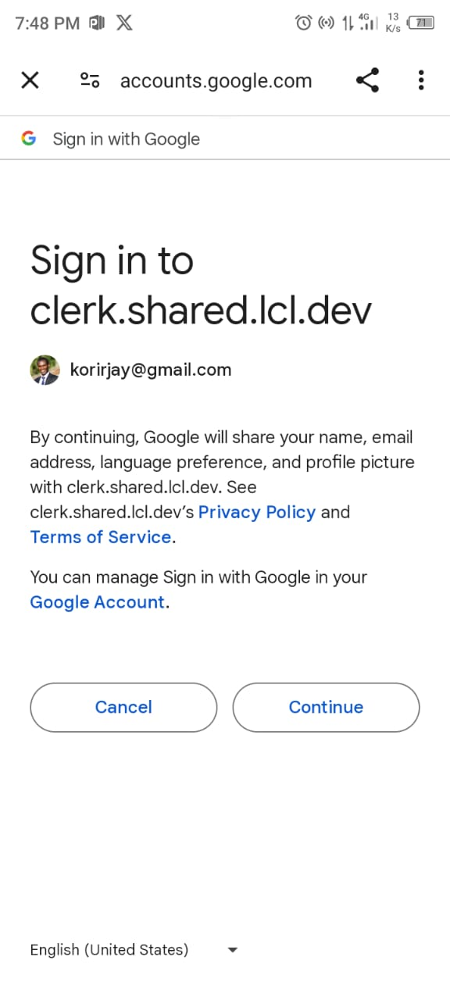 7:48 PM
4G
13
K/s
71
accounts.google.com
Sign in with Google
Sign in to
clerk.shared.lcl.dev
korirjay@gmail.com
By continuing, Google will share your name, email
address, language preference, and profile picture
with clerk.shared.lcl.dev. See
clerk.shared.lcl.dev’s Privacy Policy and
Terms of Service.
You can manage Sign in with Google in your
Google Account.
Cancel
Continue
English (United States)